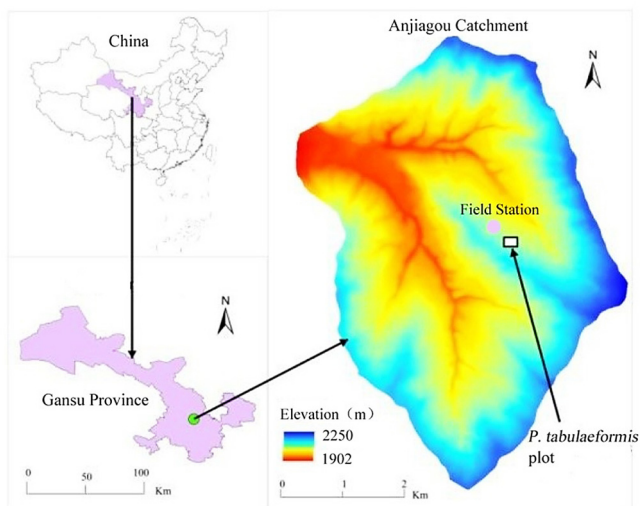 China
Anjiagou Catchment
N
Field Station
N
Gansu Province
Elevation（m）
2250
1902
P. tabulaeformis
plot
0 50 100
Km
0 1 2
Km